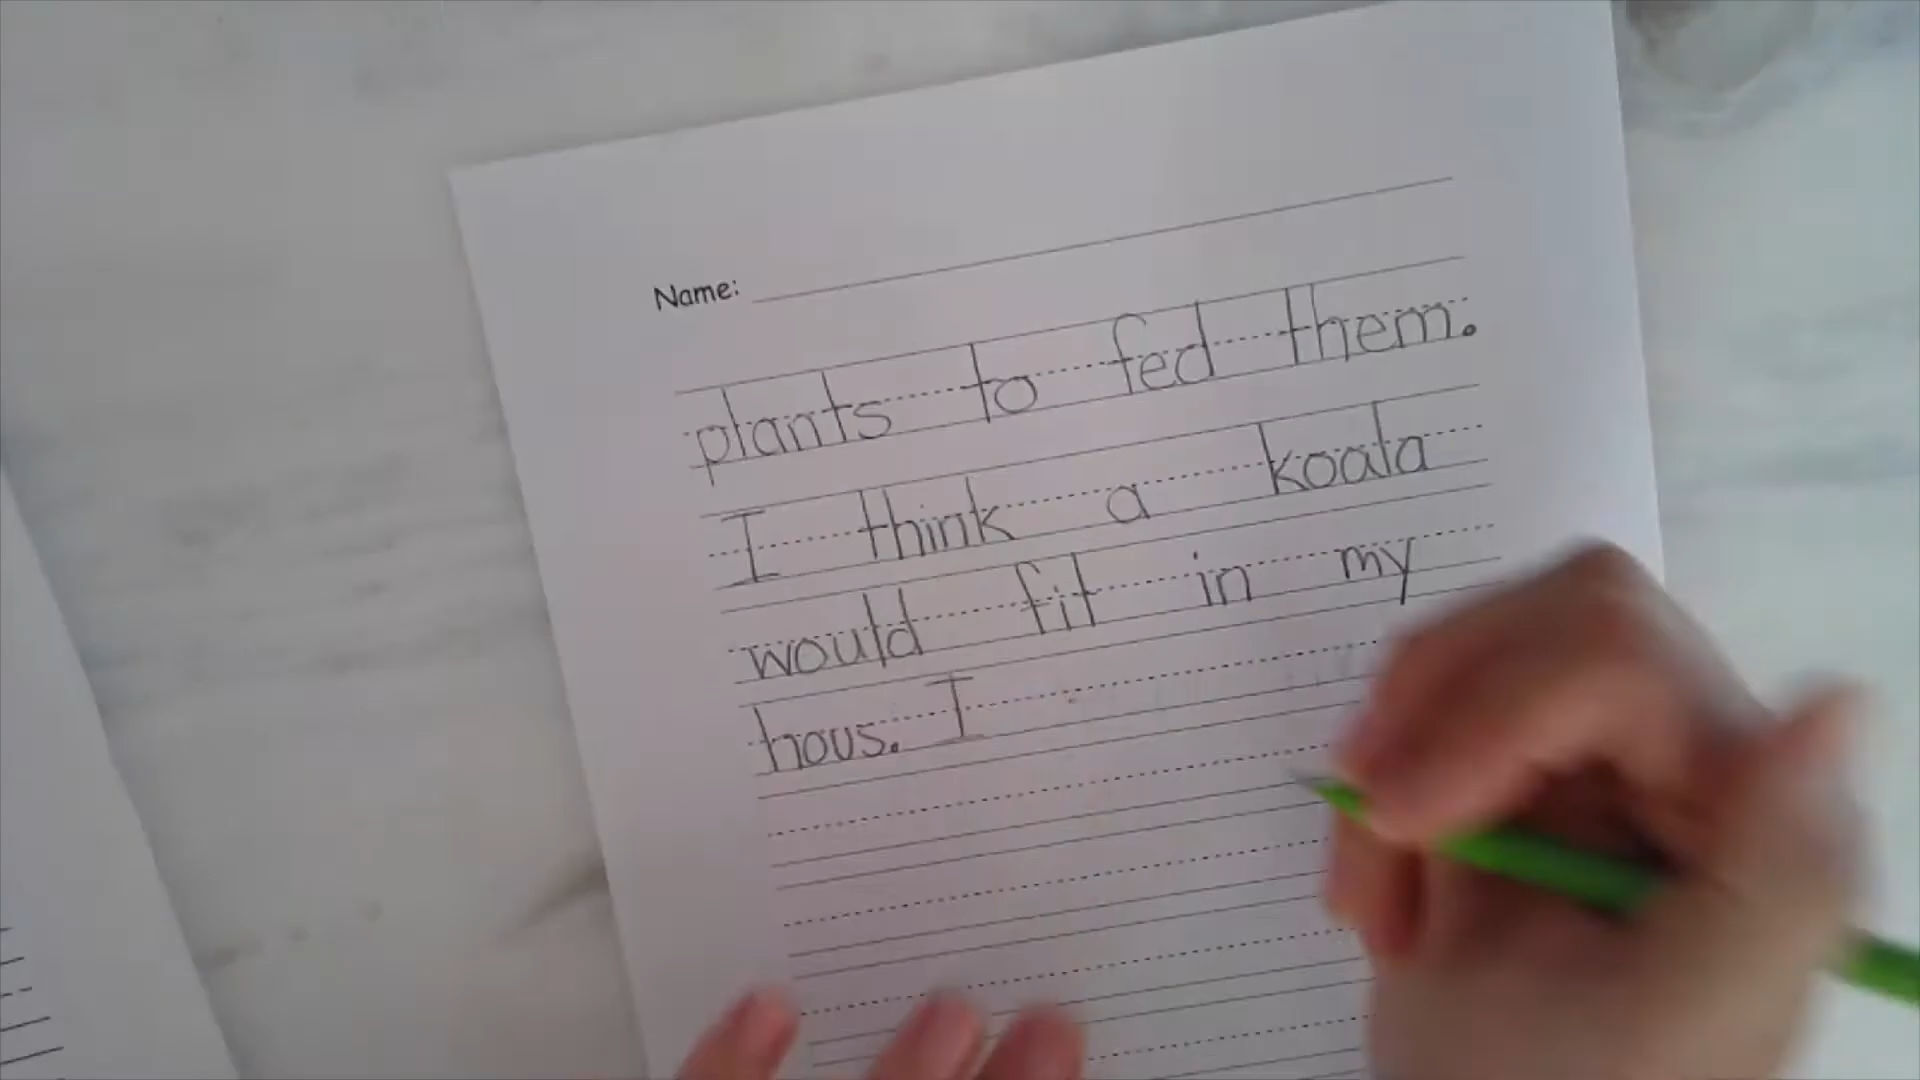 Name:
plants to fed them.
I think a koala
would fit in my
hous. I